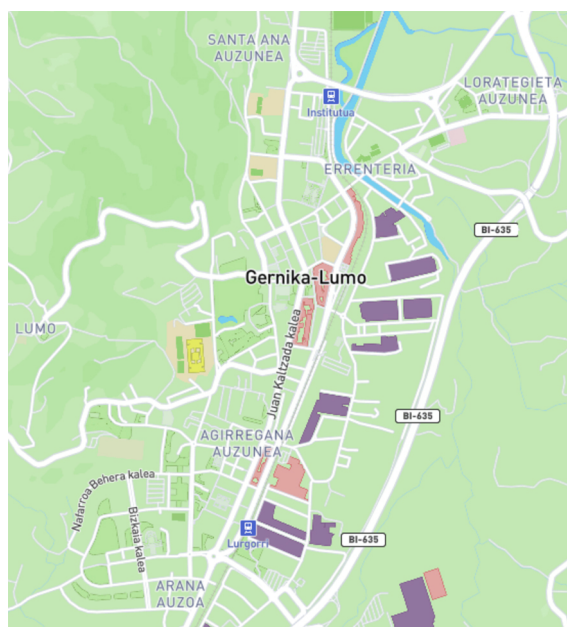 SANTA ANA
AUZUNEA
LORATEGIETA
AUZUNEA
Institutua
ERRENTERIA
BI-635
Gernika-Lumo
LUMO
Juan Kaltzada kalea
BI-635
AGIRREGANA
AUZUNEA
Nafarroa Behera kalea
Bizkaia kalea
Lurgorri
BI-635
ARANA
AUZOA